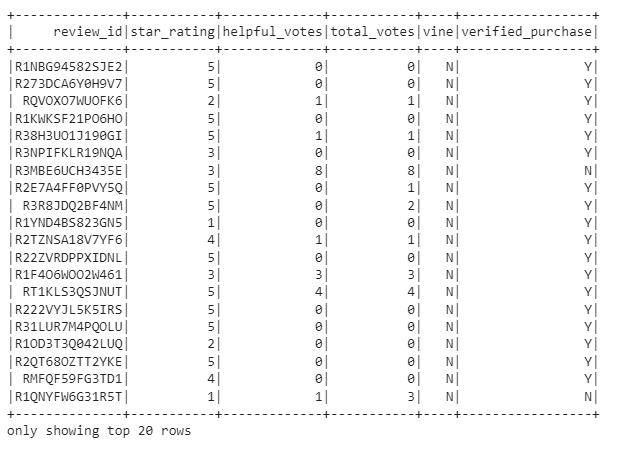 +--------------+-----------+-------------+-----------+----+-----------------+
|     review_id|star_rating|helpful_votes|total_votes|vine|verified_purchase|
+--------------+-----------+-------------+-----------+----+-----------------+
|R1NBG94582SJE2|          5|            0|          0|   N|                Y|
|R273DCA6Y0H9V7|          5|            0|          0|   N|                Y|
| RQVOXO7WUOFK6|          2|            1|          1|   N|                Y|
|R1KWKSF21PO6HO|          5|            0|          0|   N|                Y|
|R38H3UO1J190GI|          5|            1|          1|   N|                Y|
|R3NPIFKLR19NQA|          3|            0|          0|   N|                Y|
|R3MBE6UCH3435E|          3|            8|          8|   N|                N|
|R2E7A4FF0PVY5Q|          5|            0|          1|   N|                Y|
| R3R8JDQ2BF4NM|          5|            0|          2|   N|                Y|
|R1YND4BS823GN5|          1|            0|          0|   N|                Y|
|R2TZNSA18V7YF6|          4|            1|          1|   N|                Y|
|R22ZVRDPPXIDNL|          5|            0|          0|   N|                Y|
|R1F4O6WOO2W461|          3|            3|          3|   N|                Y|
| RT1KLS3QSJNUT|          5|            4|          4|   N|                Y|
|R222VYJL5K5IRS|          5|            0|          0|   N|                Y|
|R31LUR7M4PQOLU|          5|            0|          0|   N|                Y|
|R1OD3T3Q042LUQ|          2|            0|          0|   N|                Y|
|R2QT68OZTT2YKE|          5|            0|          0|   N|                Y|
| RMFQF59FG3TD1|          4|            0|          0|   N|                Y|
|R1QNYFW6G31R5T|          1|            1|          3|   N|                N|
+--------------+-----------+-------------+-----------+----+-----------------+
only showing top 20 rows